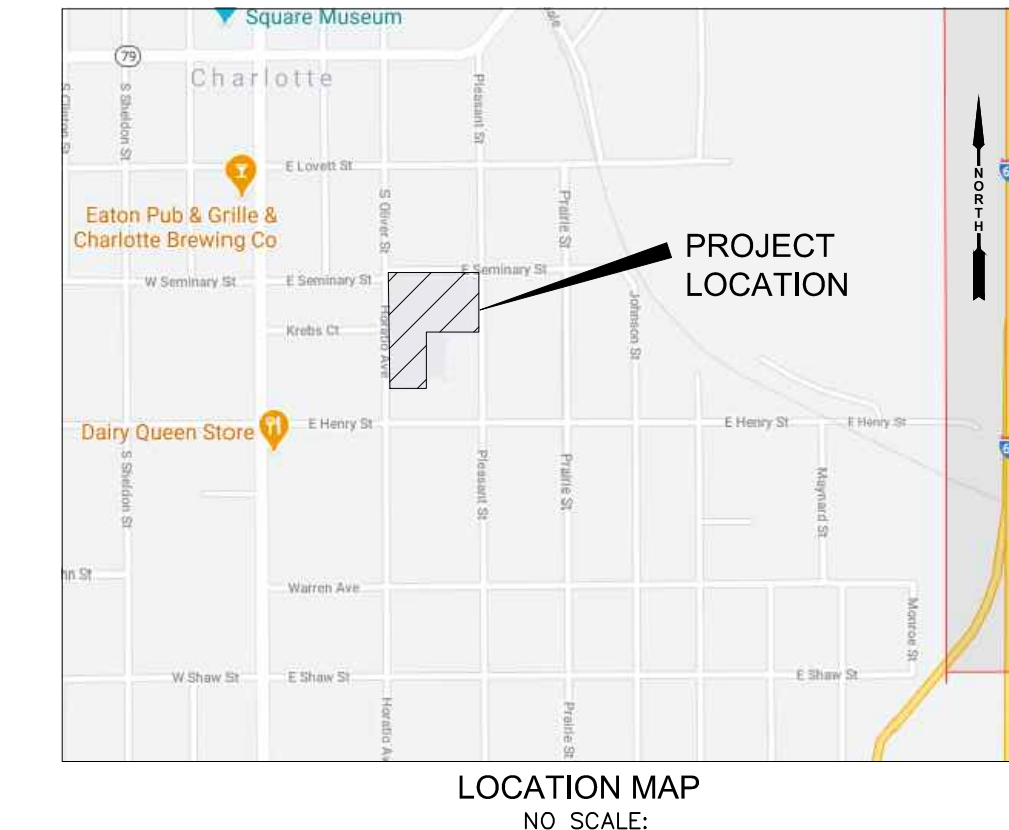 Square Museum
79
Charlotte
S Sheldon St
Pleasant St
E Lovett St
S Oliver St
Prairie St
Eaton Pub & Grille &
Charlotte Brewing Co
NORTH
PROJECT
LOCATION
W Seminary St
E Seminary St
E Seminary St
Krebs Ct
Horatio Ave
Johnson St
Dairy Queen Store
E Henry St
E Henry St
E Henry St
S Sheldon St
Pleasant St
Prairie St
Maynard St
hn St
Warren Ave
Monroe St
W Shaw St
E Shaw St
E Shaw St
Horatio Av
Prairie St
LOCATION MAP
NO SCALE: